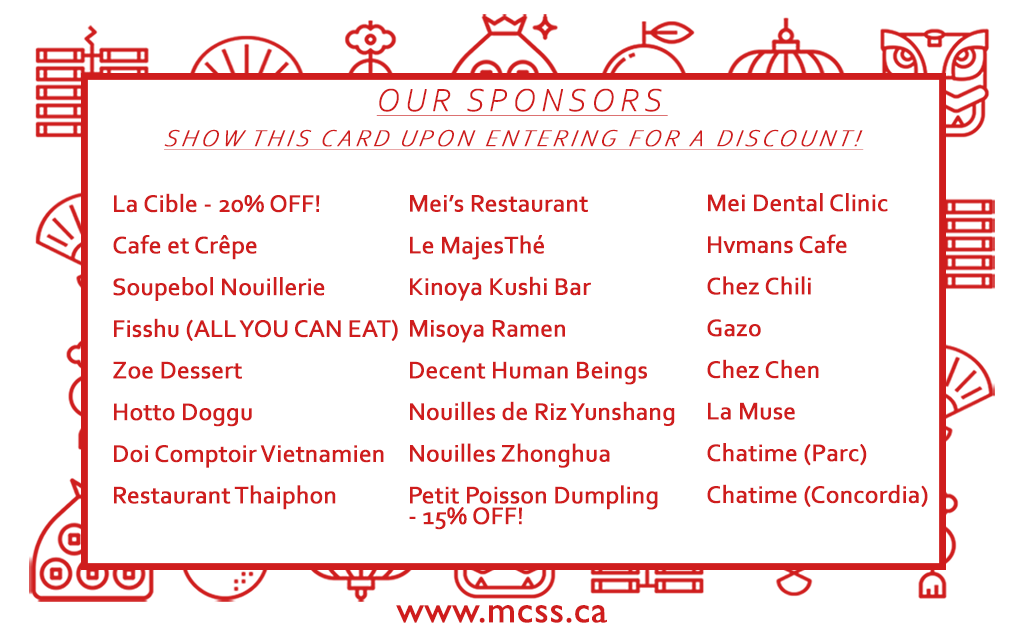 OUR SPONSORS
SHOW THIS CARD UPON ENTERING FOR A DISCOUNT!
La Cible - 20% OFF!
Cafe et Crêpe
Soupebol Nouillerie
Fisshu (ALL YOU CAN EAT)
Zoe Dessert
Hotto Doggu
Doi Comptoir Vietnamien
Restaurant Thaiphon
Mei’s Restaurant
Le MajesThé
Kinoya Kushi Bar
Misoya Ramen
Decent Human Beings
Nouilles de Riz Yunshang
Nouilles Zhonghua
Petit Poisson Dumpling
- 15% OFF!
Mei Dental Clinic
Hvmans Cafe
Chez Chili
Gazo
Chez Chen
La Muse
Chatime (Parc)
Chatime (Concordia)
www.mcss.ca